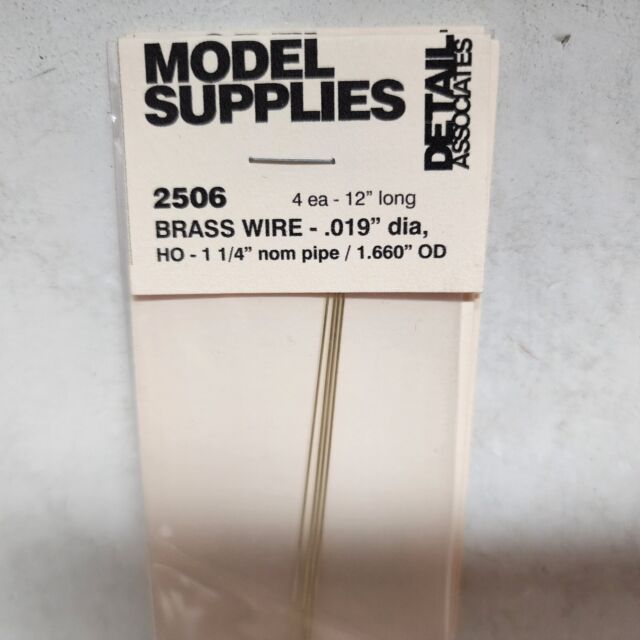 MODEL
SUPPLIES
DETAIL
ASSOCIATES
2506 4 ea - 12” long
BRASS WIRE - .019” dia,
HO - 1 1/4” nom pipe / 1.660” OD